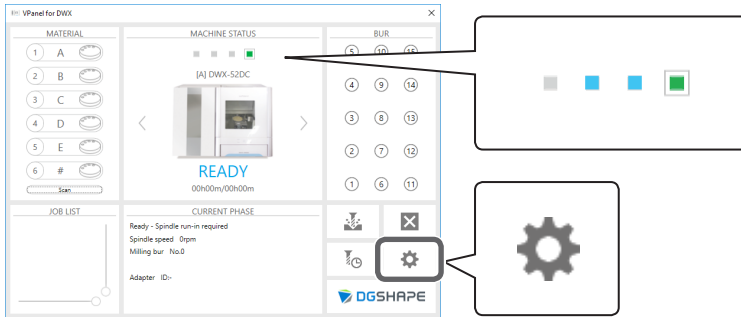 VPanel for DWX
MATERIAL
1 A
2 B
3 C
4 D
5 E
6 #
Scan
MACHINE STATUS
[A] DWX-52DC
READY
00h00m/00h00m
BUR
5 10 15
4 9 14
3 8 13
2 7 12
1 6 11
JOB LIST
CURRENT PHASE
Ready - Spindle run-in required
Spindle speed 0rpm
Milling bur No.0
Adapter ID:-
DGSHAPE